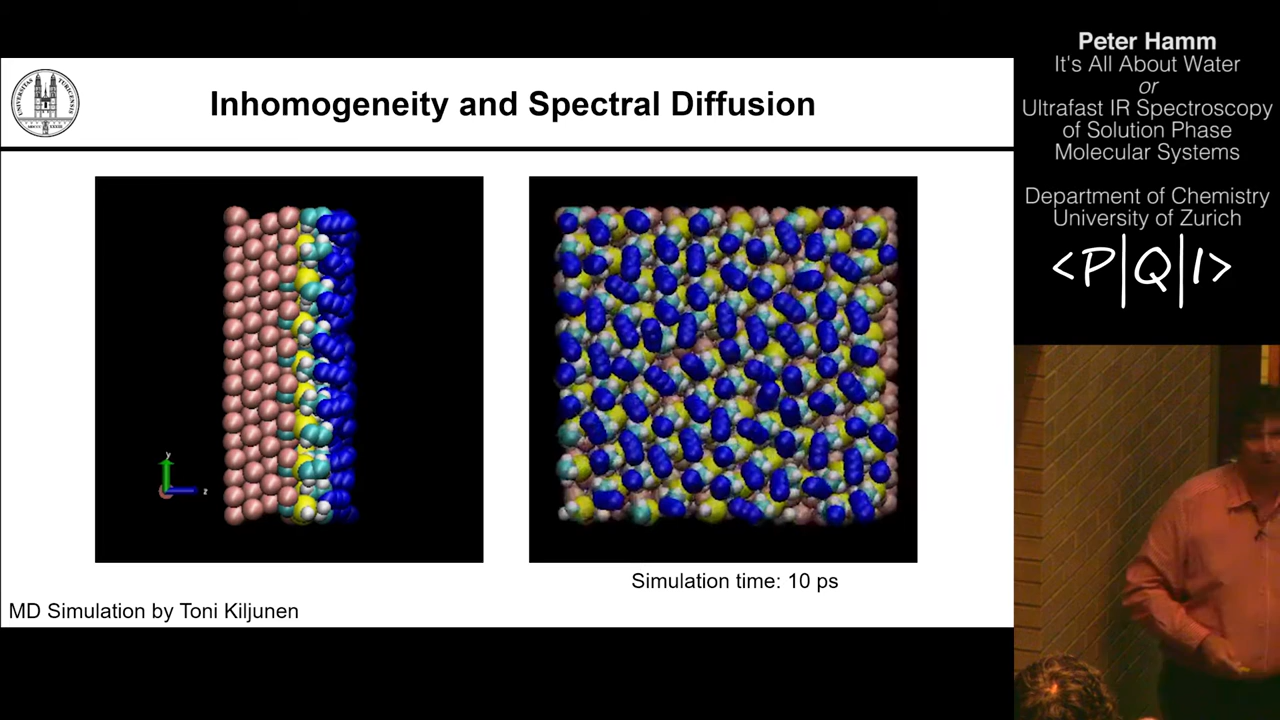 Inhomogeneity and Spectral Diffusion
y
z
Simulation time: 10 ps
MD Simulation by Toni Kiljunen
Peter Hamm
It's All About Water
or
Ultrafast IR Spectroscopy
of Solution Phase
Molecular Systems
Department of Chemistry
University of Zurich
<P|Q|I>